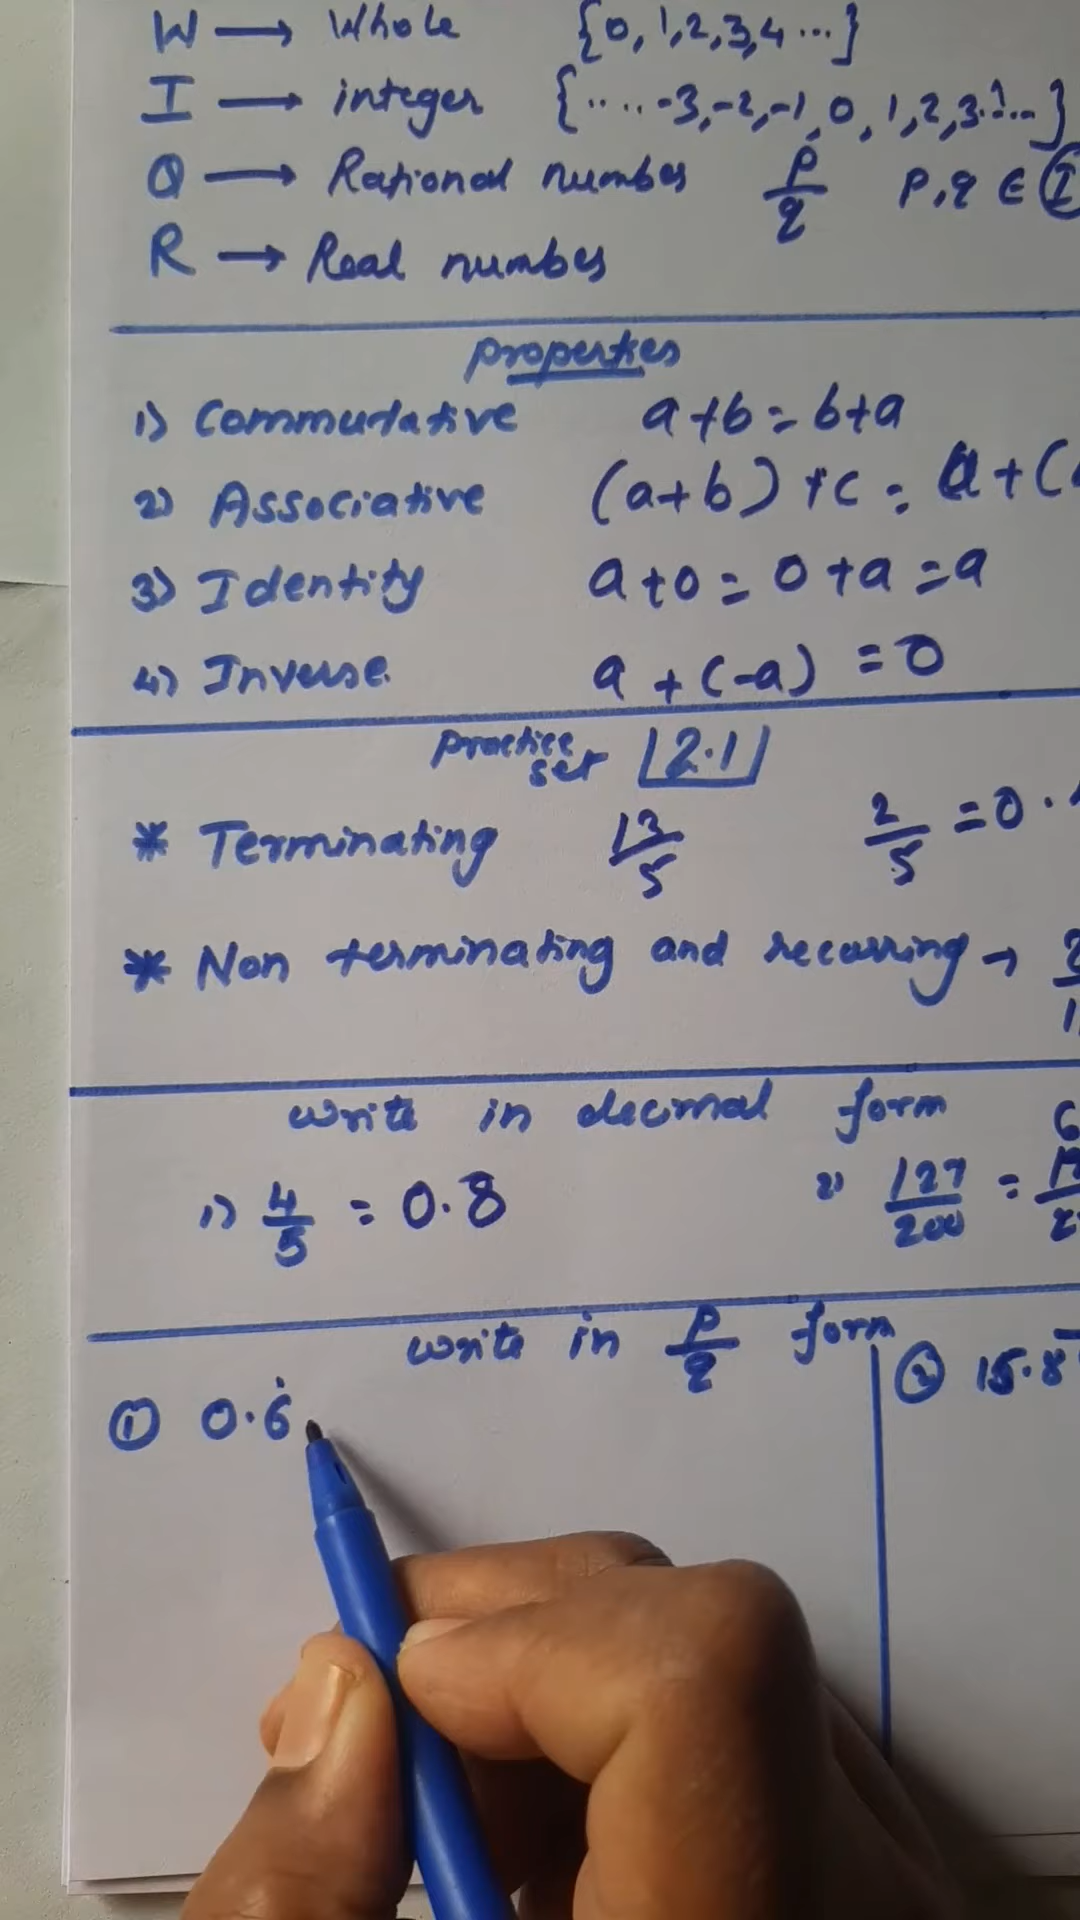 W → Whole {0, 1, 2, 3, 4 ...}
I → integer {.....-3, -2, -1, 0, 1, 2, 3....}
Q → Rational number p/q P, q ∈ I
R → Real number
Properties
1) Commutative a+b = b+a
2) Associative (a+b)+c = a+(
3) Identity a+0 = 0+a = a
4) Inverse a+(-a) = 0
Practice set 2.1
* Terminating 13/5 2/5 = 0.
* Non terminating and recurring →
write in decimal form
1) 4/5 = 0.8 2) 127/200 =
write in p/q form
① 0.6̇ ② 15.8